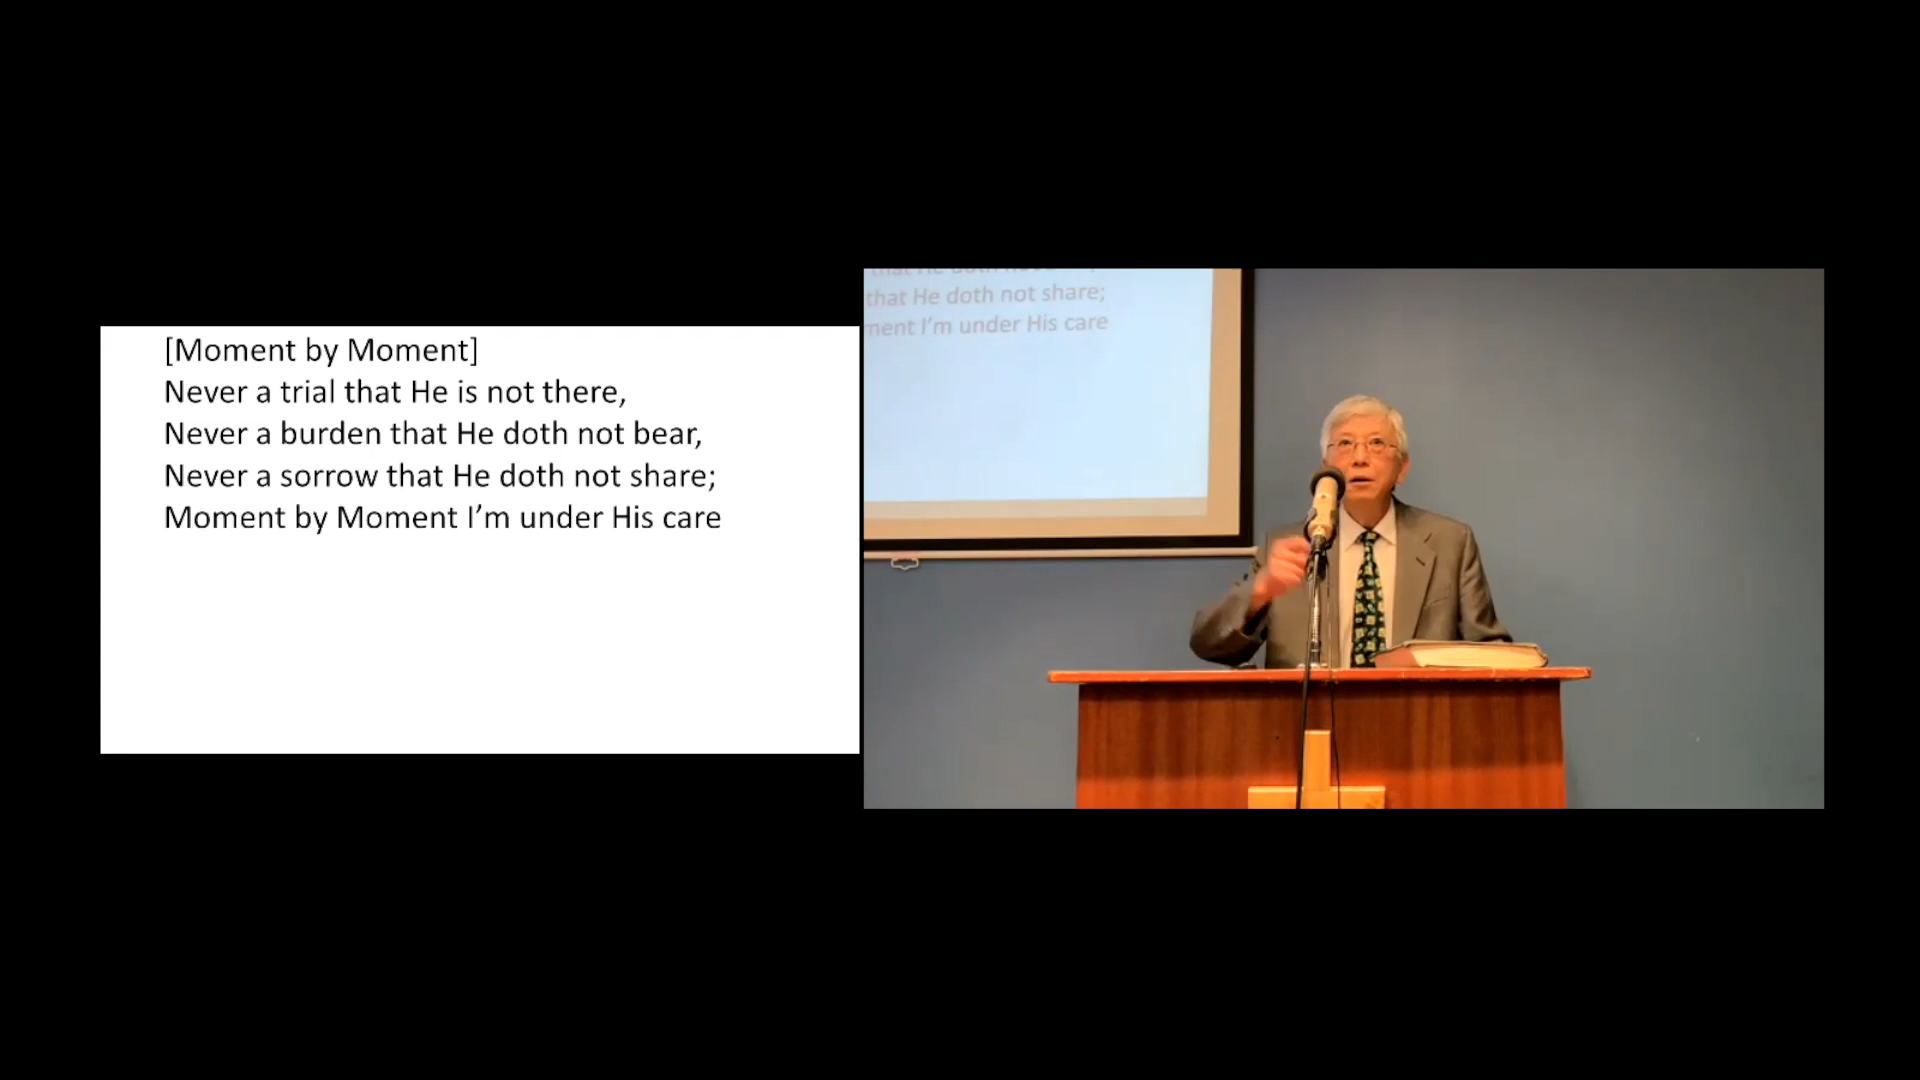 [Moment by Moment]
Never a trial that He is not there,
Never a burden that He doth not bear,
Never a sorrow that He doth not share;
Moment by Moment I'm under His care
that He doth not share;
I'm under His care